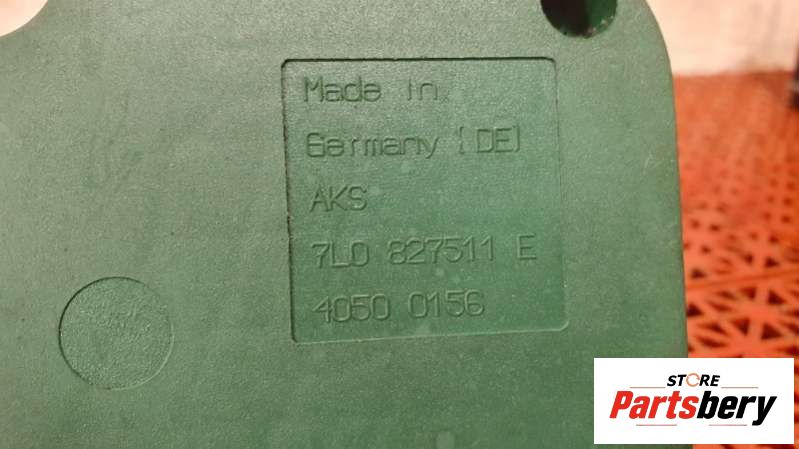 Made in
Germany (DE)
AKS
7L0 827511 E
4050 0156
STORE
Partsbery